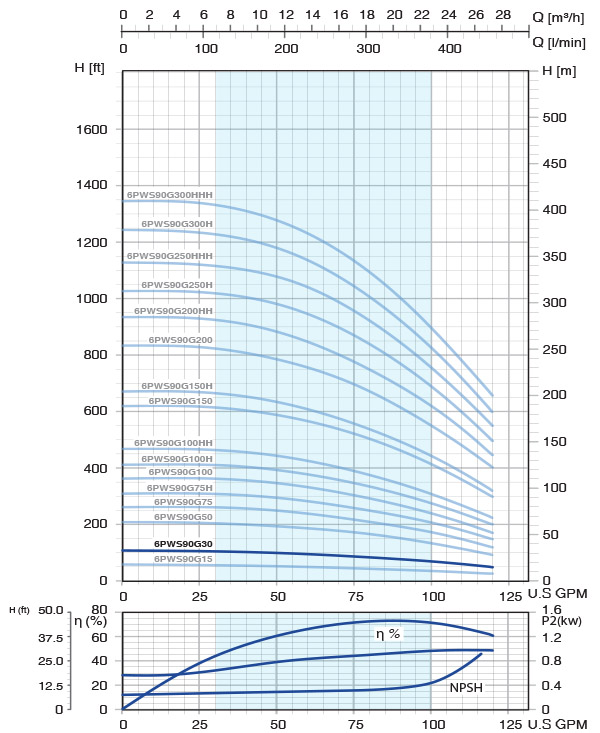 0 2 4 6 8 10 12 14 16 18 20 22 24 26 28 Q [m³/h]
0 100 200 300 400 Q [l/min]
H [ft] H [m]
1600
1400
1200
1000
800
600
400
200
0
500
450
400
350
300
250
200
150
100
50
0
6PWS90G300HHH
6PWS90G300H
6PWS90G250HHH
6PWS90G250H
6PWS90G200HH
6PWS90G200
6PWS90G150H
6PWS90G150
6PWS90G100HH
6PWS90G100H
6PWS90G100
6PWS90G75H
6PWS90G75
6PWS90G50
6PWS90G30
6PWS90G15
0 25 50 75 100 125 U.S GPM
H (ft) 50.0 80 1.6
η (%) P2(kw)
37.5 60 1.2
25.0 40 0.8
12.5 20 0.4
0 0 0
η %
NPSH
0 25 50 75 100 125 U.S GPM